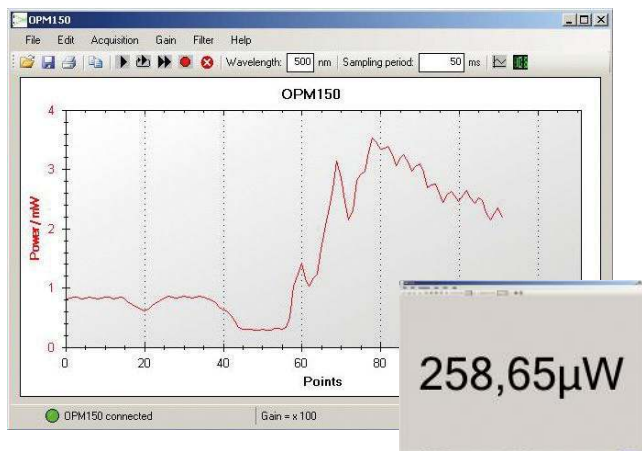 OPM150
File Edit Acquisition Gain Filter Help
Wavelength: 500 nm Sampling period: 50 ms
OPM150
Power / mW
4
3
2
1
0
0 20 40 60 80
Points
258,65µW
OPM150 connected Gain = x 100